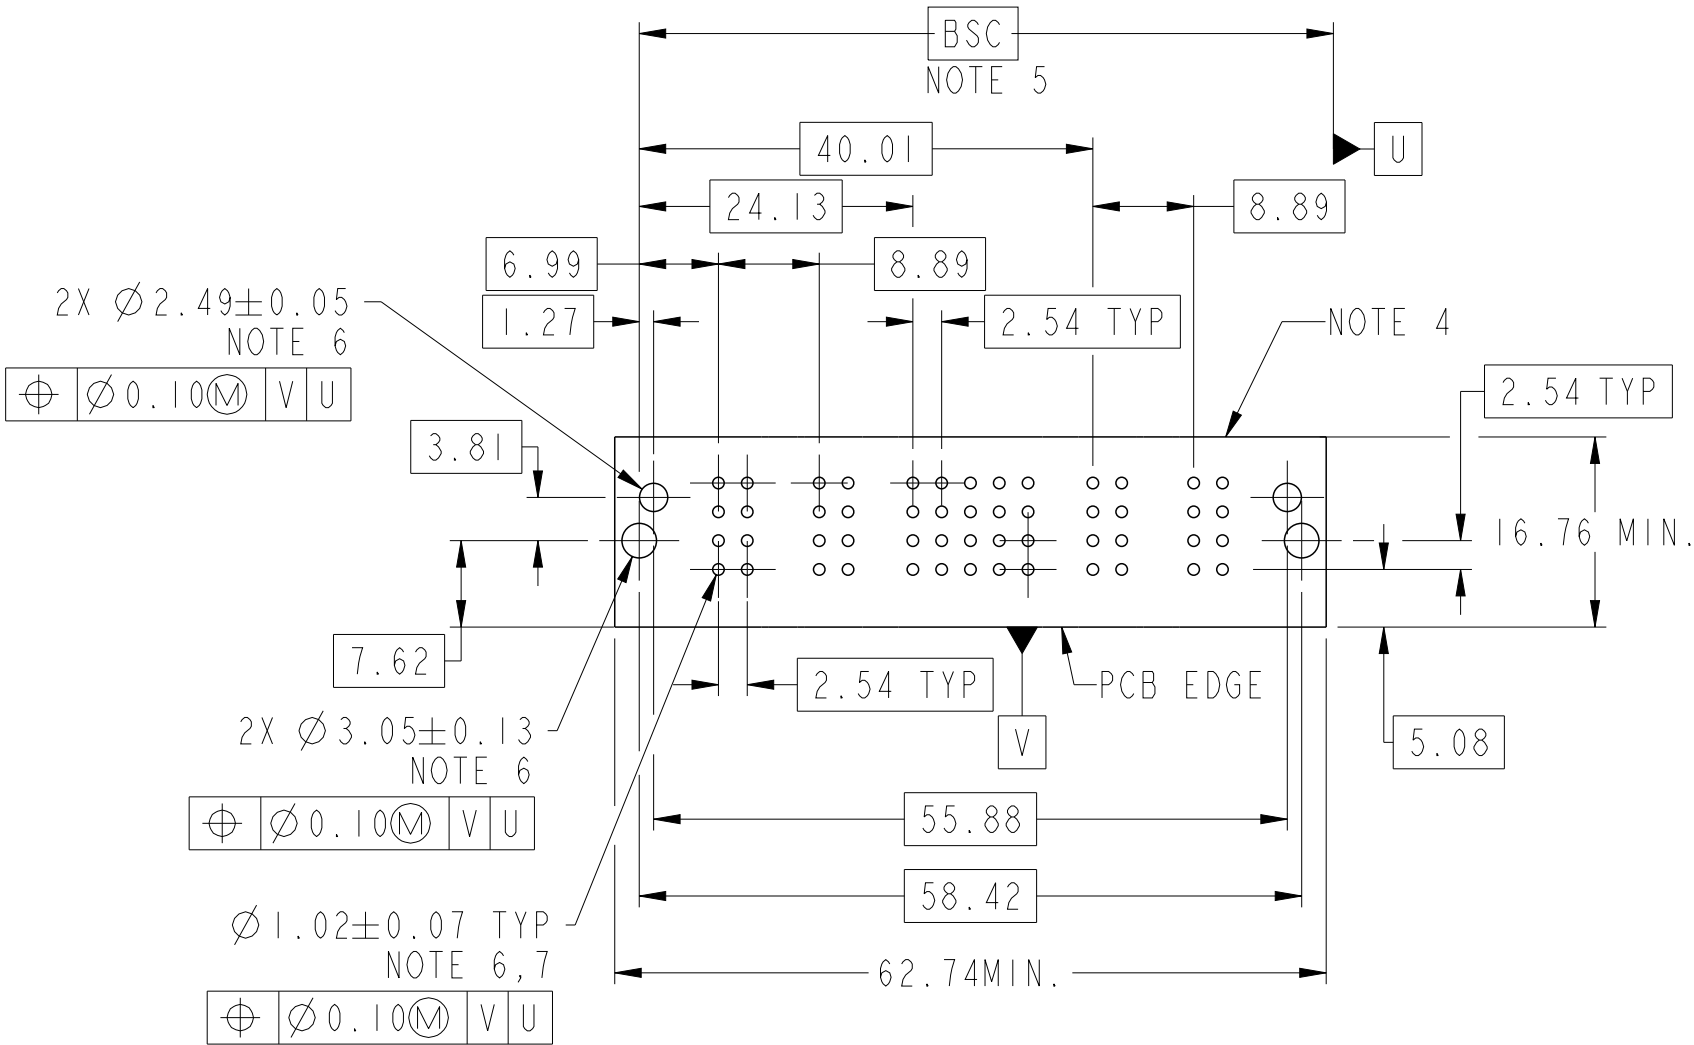 BSC
NOTE 5
40.01
U
24.13
8.89
6.99
8.89
2X ∅2.49±0.05
NOTE 6
1.27
2.54 TYP
NOTE 4
⌖ ∅0.10Ⓜ V U
2.54 TYP
3.81
16.76 MIN.
7.62
2.54 TYP
PCB EDGE
2X ∅3.05±0.13
NOTE 6
V
5.08
⌖ ∅0.10Ⓜ V U
55.88
58.42
∅1.02±0.07 TYP
NOTE 6,7
62.74MIN.
⌖ ∅0.10Ⓜ V U